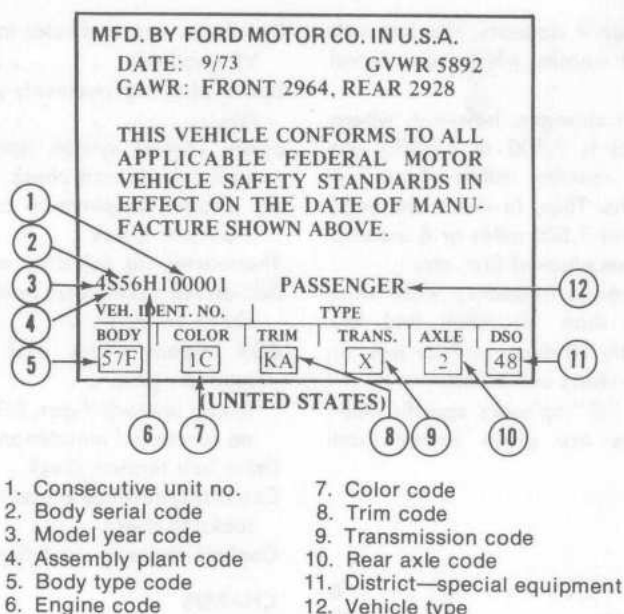 MFD. BY FORD MOTOR CO. IN U.S.A.
DATE: 9/73 GVWR 5892
GAWR: FRONT 2964, REAR 2928
THIS VEHICLE CONFORMS TO ALL
APPLICABLE FEDERAL MOTOR
VEHICLE SAFETY STANDARDS IN
EFFECT ON THE DATE OF MANU-
FACTURE SHOWN ABOVE.
1
2
3 4S56H100001 PASSENGER 12
4 VEH. IDENT. NO. TYPE
BODY COLOR TRIM TRANS. AXLE DSO
5 57F 1C KA X 2 48 11
(UNITED STATES)
6 7 8 9 10
1. Consecutive unit no.
2. Body serial code
3. Model year code
4. Assembly plant code
5. Body type code
6. Engine code
7. Color code
8. Trim code
9. Transmission code
10. Rear axle code
11. District—special equipment
12. Vehicle type